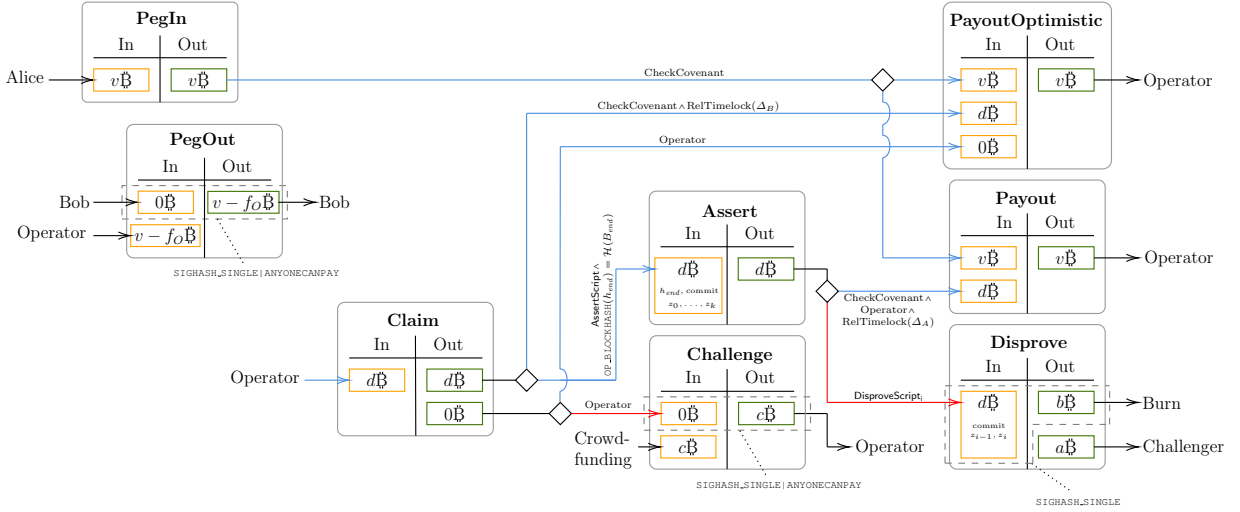 PegIn
In Out
Alice
v₿ v₿
CheckCovenant
PayoutOptimistic
In Out
v₿ v₿
Operator
d₿
0₿
CheckCovenant∧RelTimelock(Δ_B)
Operator
PegOut
In Out
Bob
0₿ v − f_O₿
Bob
Operator
v − f_O₿
SIGHASH_SINGLE|ANYONECANPAY
Assert
In Out
d₿ d₿
h_end, commit
z_0, . . . , z_k
AssertScript∧
OP_BLOCKHASH(h_end) = ℋ(B_end)
Payout
In Out
v₿ v₿
Operator
d₿
CheckCovenant∧
Operator∧
RelTimelock(Δ_A)
Claim
In Out
Operator
d₿ d₿
0₿
Challenge
In Out
Operator
0₿ c₿
Crowd-
funding
c₿
Operator
SIGHASH_SINGLE|ANYONECANPAY
Disprove
In Out
DisproveScript_i
d₿ b₿
Burn
commit
z_{i−1}, z_i
a₿
Challenger
SIGHASH_SINGLE